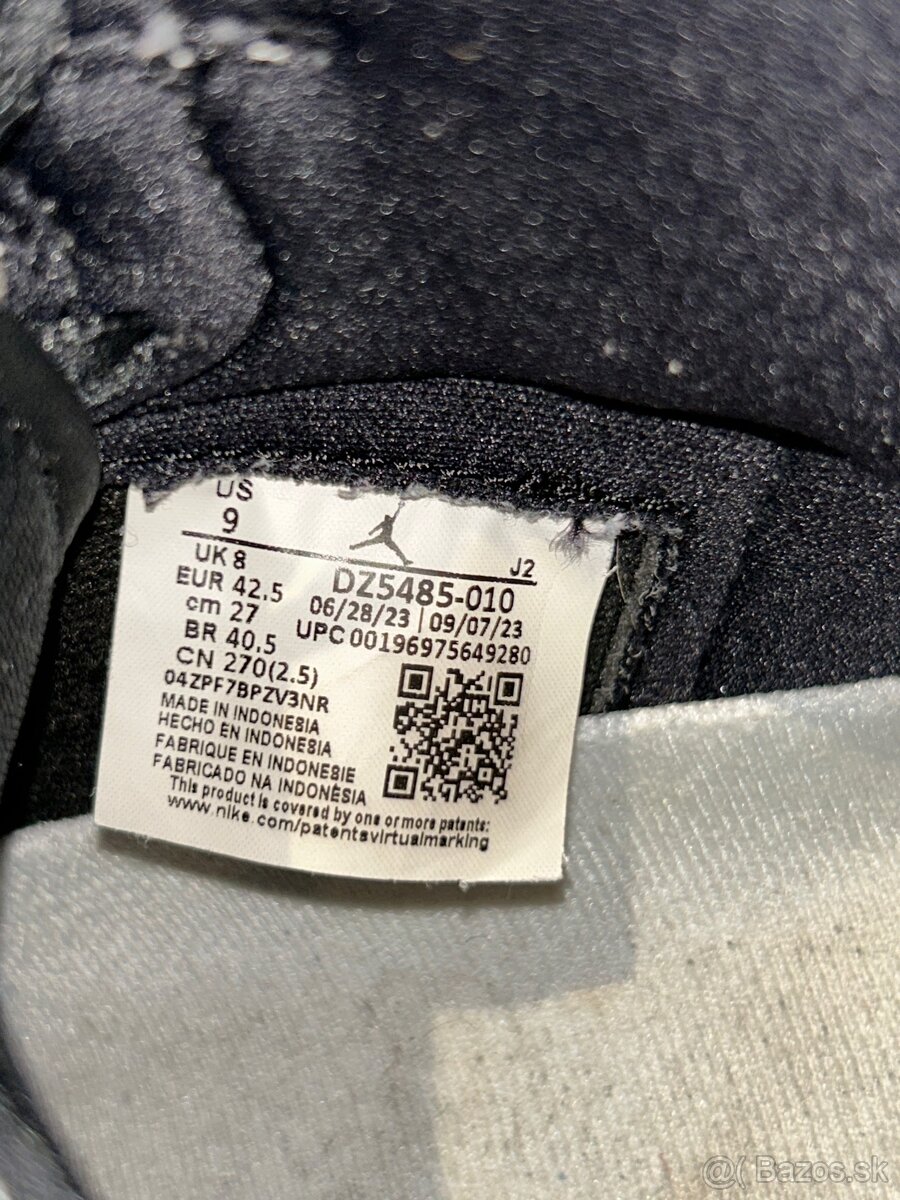 US
9
J2
UK 8
EUR 42.5
cm 27
BR 40.5
CN 270(2.5)
DZ5485-010
06/28/23 | 09/07/23
UPC 00196975649280
04ZPF7BPZV3NR
MADE IN INDONESIA
HECHO EN INDONESIA
FABRIQUE EN INDONESIE
FABRICADO NA INDONÉSIA
This product is covered by one or more patents:
www.nike.com/patentsvirtualmarking
@( Bazos.sk